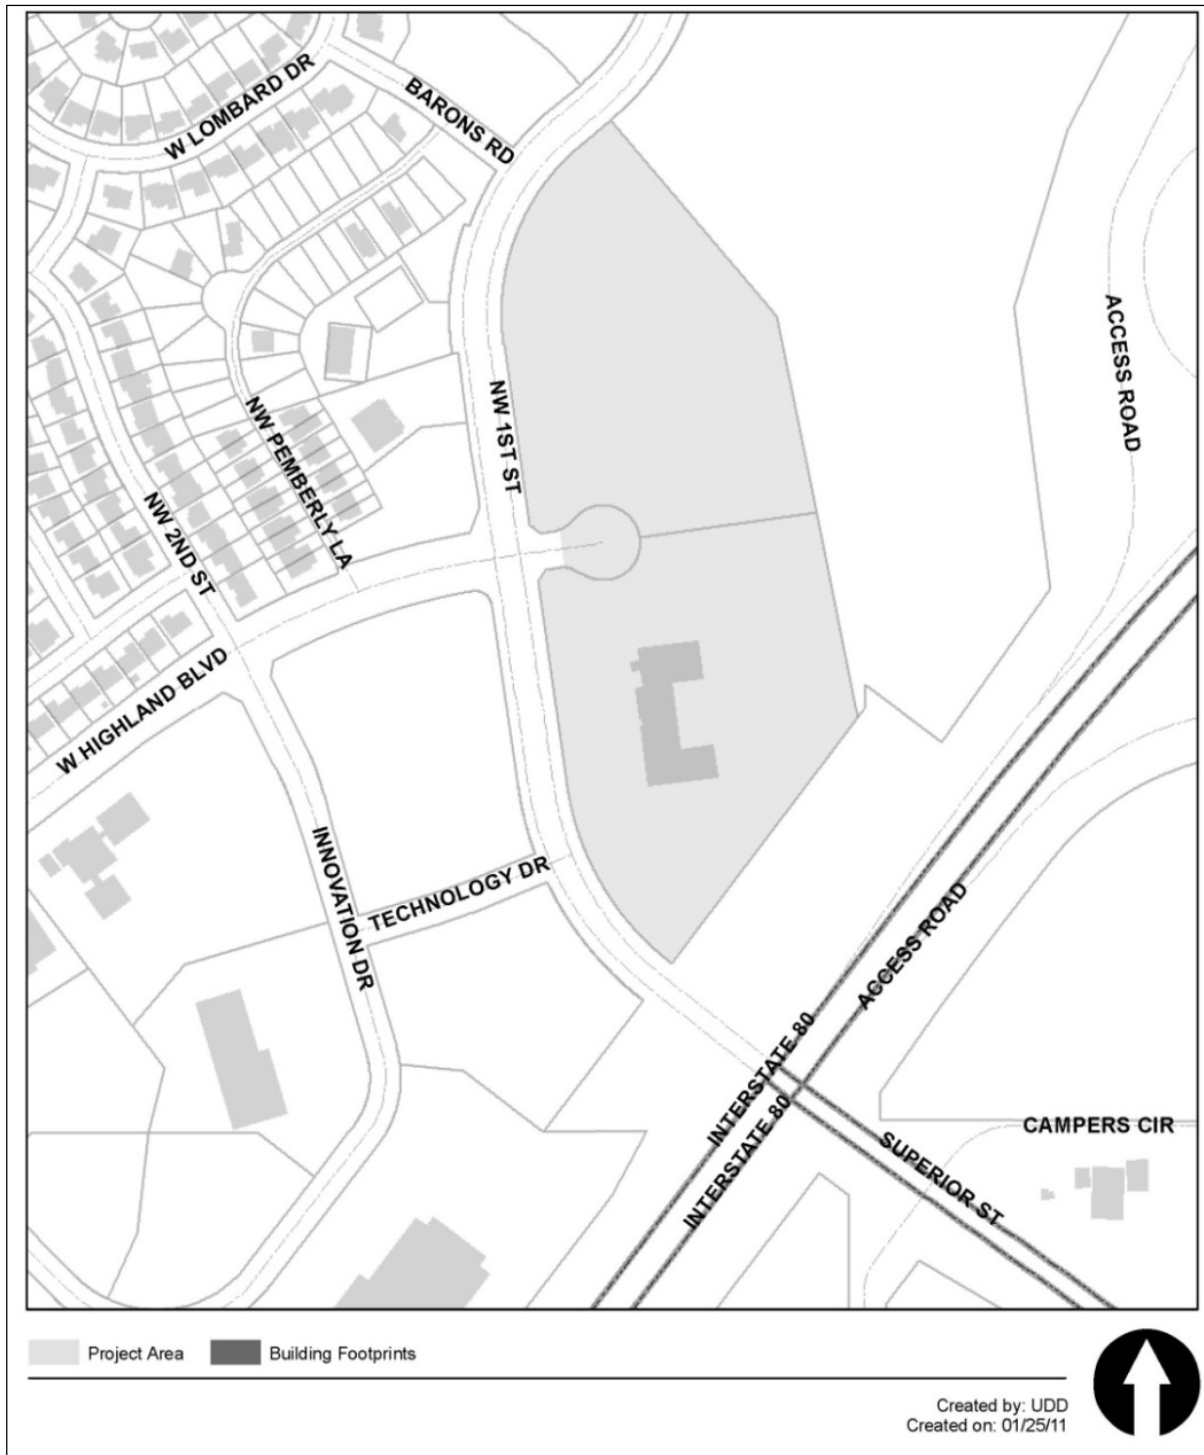 W LOMBARD DR
BARONS RD
ACCESS ROAD
NW 1ST ST
NW PEMBERLY LA
NW 2ND ST
W HIGHLAND BLVD
INNOVATION DR
TECHNOLOGY DR
ACCESS ROAD
INTERSTATE 80
INTERSTATE 80
SUPERIOR ST
CAMPERS CIR
Project Area
Building Footprints
Created by: UDD
Created on: 01/25/11